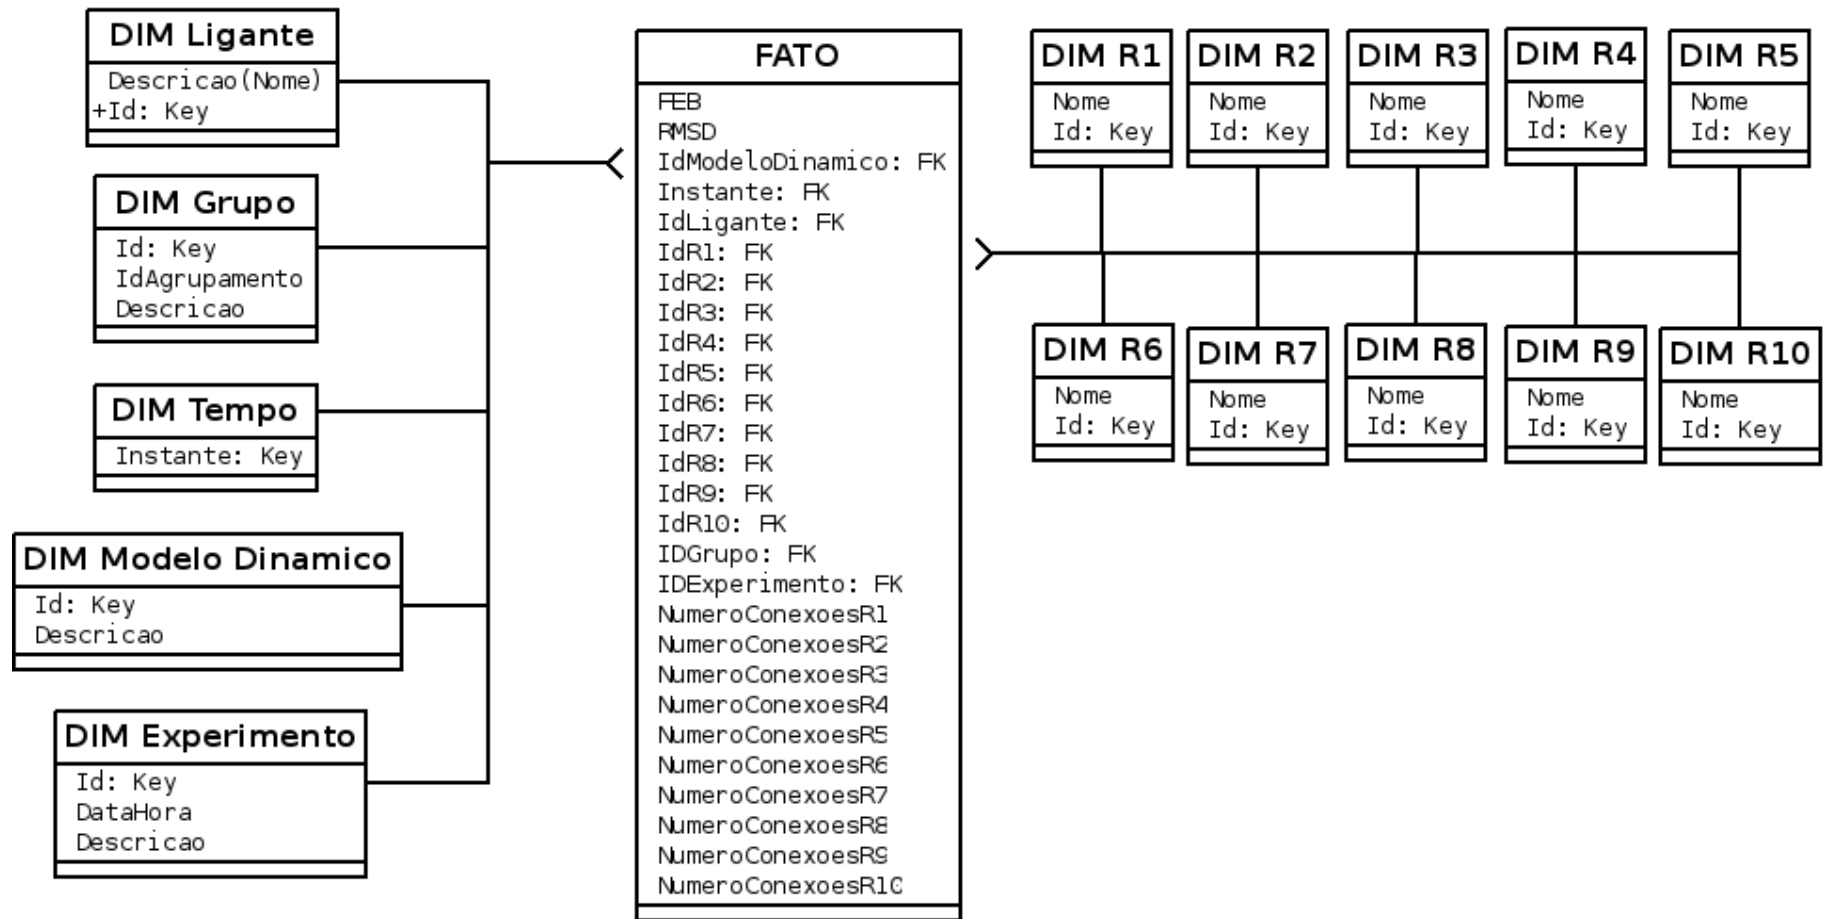 DIM Ligante
Descricao(Nome)
+Id: Key
DIM Grupo
Id: Key
IdAgrupamento
Descricao
DIM Tempo
Instante: Key
DIM Modelo Dinamico
Id: Key
Descricao
DIM Experimento
Id: Key
DataHora
Descricao
FATO
FEB
RMSD
IdModeloDinamico: FK
Instante: FK
IdLigante: FK
IdR1: FK
IdR2: FK
IdR3: FK
IdR4: FK
IdR5: FK
IdR6: FK
IdR7: FK
IdR8: FK
IdR9: FK
IdR10: FK
IDGrupo: FK
IDExperimento: FK
NumeroConexoesR1
NumeroConexoesR2
NumeroConexoesR3
NumeroConexoesR4
NumeroConexoesR5
NumeroConexoesR6
NumeroConexoesR7
NumeroConexoesR8
NumeroConexoesR9
NumeroConexoesR10
DIM R1
Nome
Id: Key
DIM R2
Nome
Id: Key
DIM R3
Nome
Id: Key
DIM R4
Nome
Id: Key
DIM R5
Nome
Id: Key
DIM R6
Nome
Id: Key
DIM R7
Nome
Id: Key
DIM R8
Nome
Id: Key
DIM R9
Nome
Id: Key
DIM R10
Nome
Id: Key